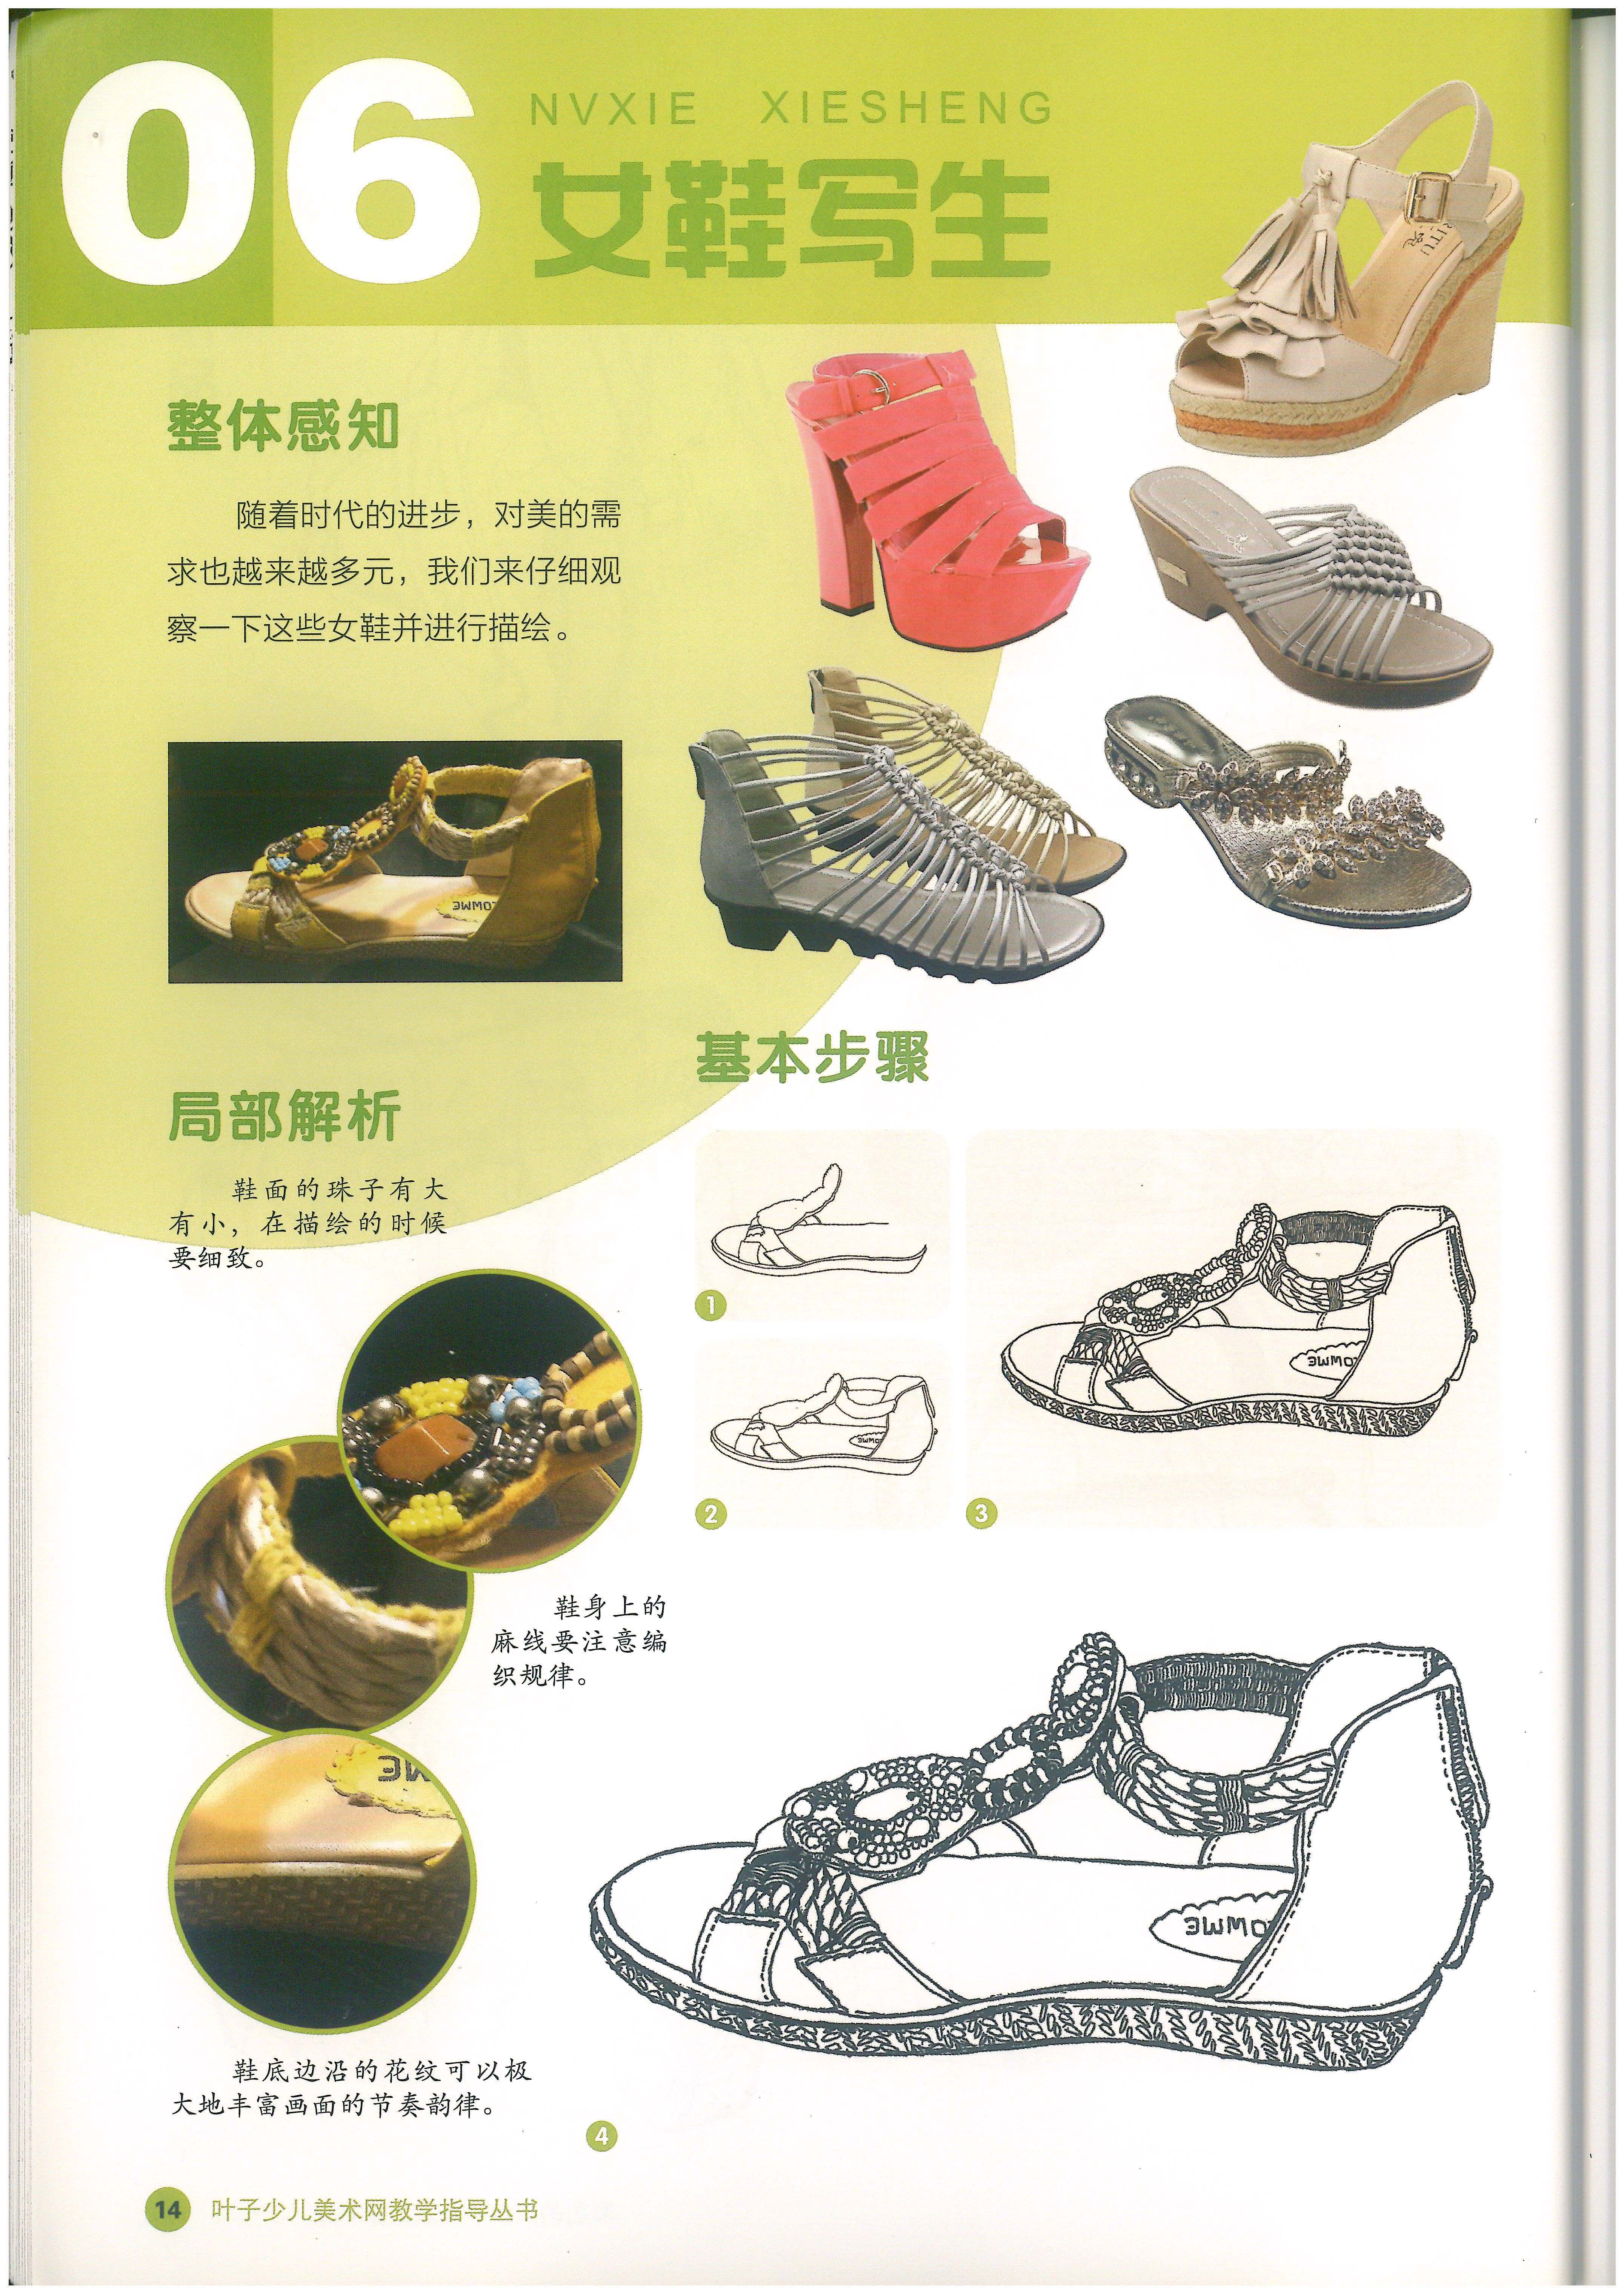 06
NVXIE XIESHENG
女鞋写生
整体感知
随着时代的进步，对美的需
求也越来越多元，我们来仔细观
察一下这些女鞋并进行描绘。
OWME
局部解析
鞋面的珠子有大
有小，在描绘的时候
要细致。
鞋身上的
麻线要注意编
织规律。
ME
鞋底边沿的花纹可以极
大地丰富画面的节奏韵律。
基本步骤
1
2
OWME
3
OWME
4
14 叶子少儿美术网教学指导丛书